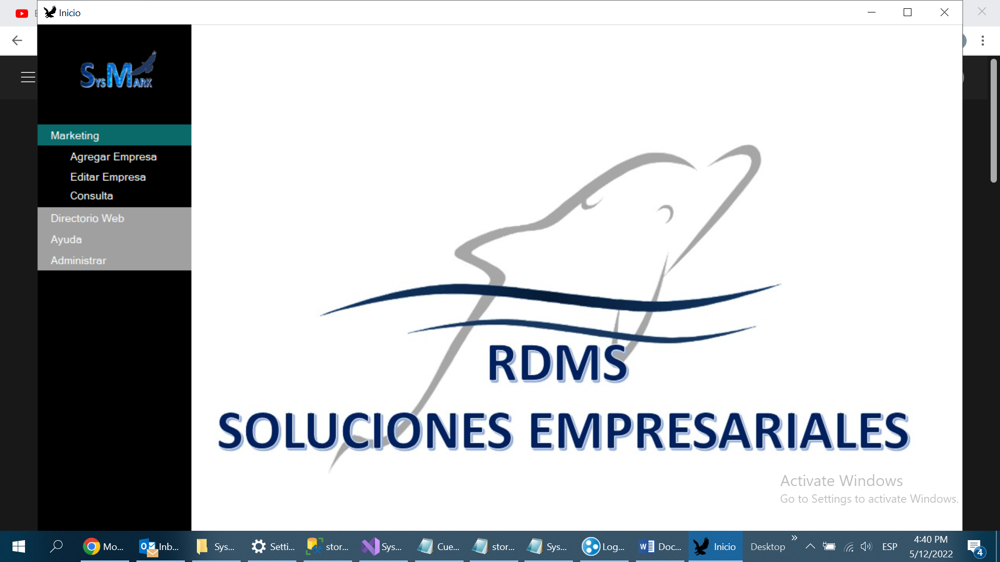 Inicio
SysMark
Marketing
Agregar Empresa
Editar Empresa
Consulta
Directorio Web
Ayuda
Administrar
RDMS
SOLUCIONES EMPRESARIALES
Activate Windows
Go to Settings to activate Windows.
Mo...
Inb...
Sys...
Setti...
stor...
Sys...
Cue...
stor...
Sys...
Log...
Doc...
Inicio
Desktop
ESP
4:40 PM
5/12/2022
4